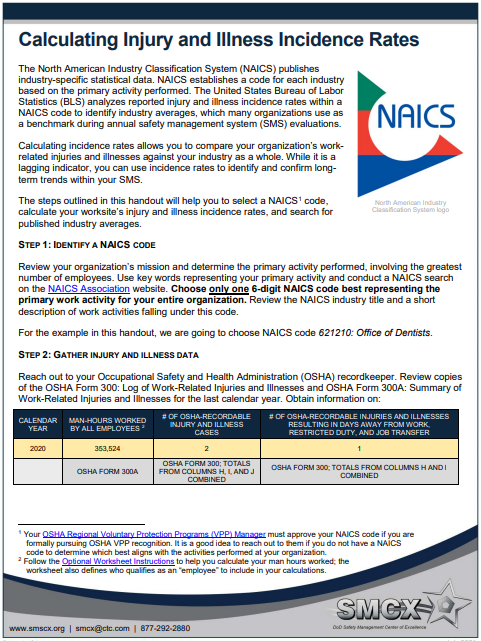 Calculating Injury and Illness Incidence Rates
The North American Industry Classification System (NAICS) publishes
industry-specific statistical data. NAICS establishes a code for each industry
based on the primary activity performed. The United States Bureau of Labor
Statistics (BLS) analyzes reported injury and illness incidence rates within a
NAICS code to identify industry averages, which many organizations use as
a benchmark during annual safety management system (SMS) evaluations.
Calculating incidence rates allows you to compare your organization's work-
related injuries and illnesses against your industry as a whole. While it is a
lagging indicator, you can use incidence rates to identify and confirm long-
term trends within your SMS.
The steps outlined in this handout will help you to select a NAICS1 code,
calculate your worksite's injury and illness incidence rates, and search for
published industry averages.
NAICS
North American Industry
Classification System logo
STEP 1: IDENTIFY A NAICS CODE
Review your organization's mission and determine the primary activity performed, involving the greatest
number of employees. Use key words representing your primary activity and conduct a NAICS search
on the NAICS Association website. Choose only one 6-digit NAICS code best representing the
primary work activity for your entire organization. Review the NAICS industry title and a short
description of work activities falling under this code.
For the example in this handout, we are going to choose NAICS code 621210: Office of Dentists.
STEP 2: GATHER INJURY AND ILLNESS DATA
Reach out to your Occupational Safety and Health Administration (OSHA) recordkeeper. Review copies
of the OSHA Form 300: Log of Work-Related Injuries and Illnesses and OSHA Form 300A: Summary of
Work-Related Injuries and Illnesses for the last calendar year. Obtain information on:
CALENDAR
YEAR
MAN-HOURS WORKED
BY ALL EMPLOYEES 2
# OF OSHA-RECORDABLE
INJURY AND ILLNESS
CASES
# OF OSHA-RECORDABLE INJURIES AND ILLNESSES
RESULTING IN DAYS AWAY FROM WORK,
RESTRICTED DUTY, AND JOB TRANSFER
2020
353,524
2
1
OSHA FORM 300A
OSHA FORM 300; TOTALS
FROM COLUMNS H, I, AND J
COMBINED
OSHA FORM 300; TOTALS FROM COLUMNS H AND I
COMBINED
1 Your OSHA Regional Voluntary Protection Programs (VPP) Manager must approve your NAICS code if you are
formally pursuing OSHA VPP recognition. It is a good idea to reach out to them if you do not have a NAICS
code to determine which best aligns with the activities performed at your organization.
2 Follow the Optional Worksheet Instructions to help you calculate your man hours worked; the
worksheet also defines who qualifies as an "employee" to include in your calculations.
SMCX
DoD Safety Management Center of Excellence
www.smscx.org | smcx@ctc.com | 877-292-2880